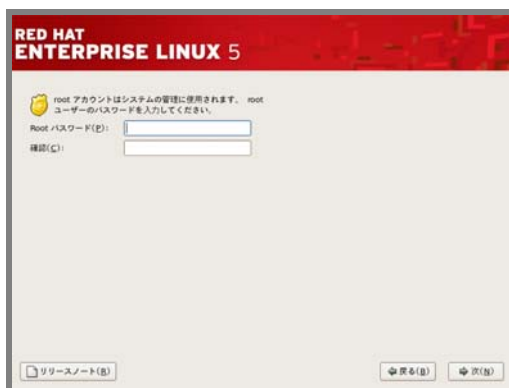 RED HAT
ENTERPRISE LINUX 5
root アカウントはシステムの管理に使用されます。 root
ユーザーのパスワードを入力してください。
Root パスワード(P):
確認(C):
リリースノート(R)
戻る(B)
次(N)